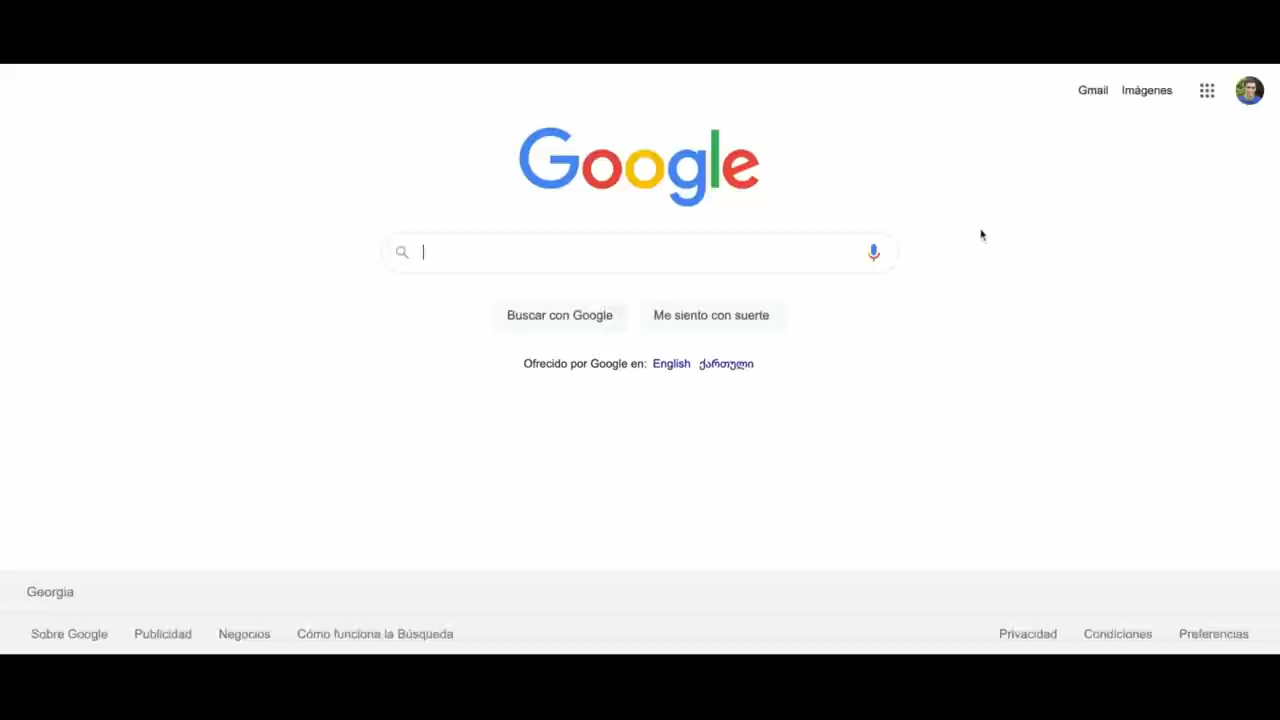 Gmail Imágenes
Google
Buscar con Google Me siento con suerte
Ofrecido por Google en: English ქართული
Georgia
Sobre Google Publicidad Negocios Cómo funciona la Búsqueda Privacidad Condiciones Preferencias